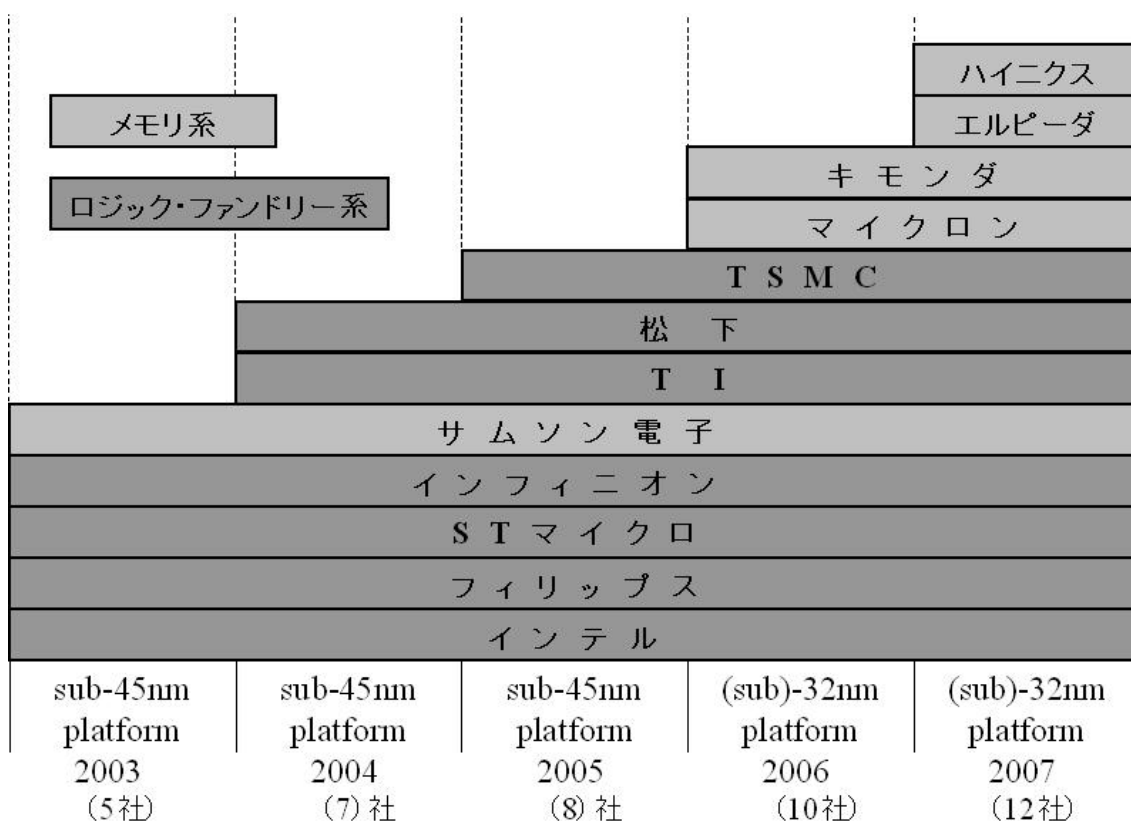 ハイニクス
メモリ系
エルピーダ
キモンダ
ロジック・ファンドリー系
マイクロン
TSMC
松下
TI
サムソン電子
インフィニオン
STマイクロ
フィリップス
インテル
sub-45nm platform 2003 (5社)
sub-45nm platform 2004 (7)社
sub-45nm platform 2005 (8)社
(sub)-32nm platform 2006 (10社)
(sub)-32nm platform 2007 (12社)